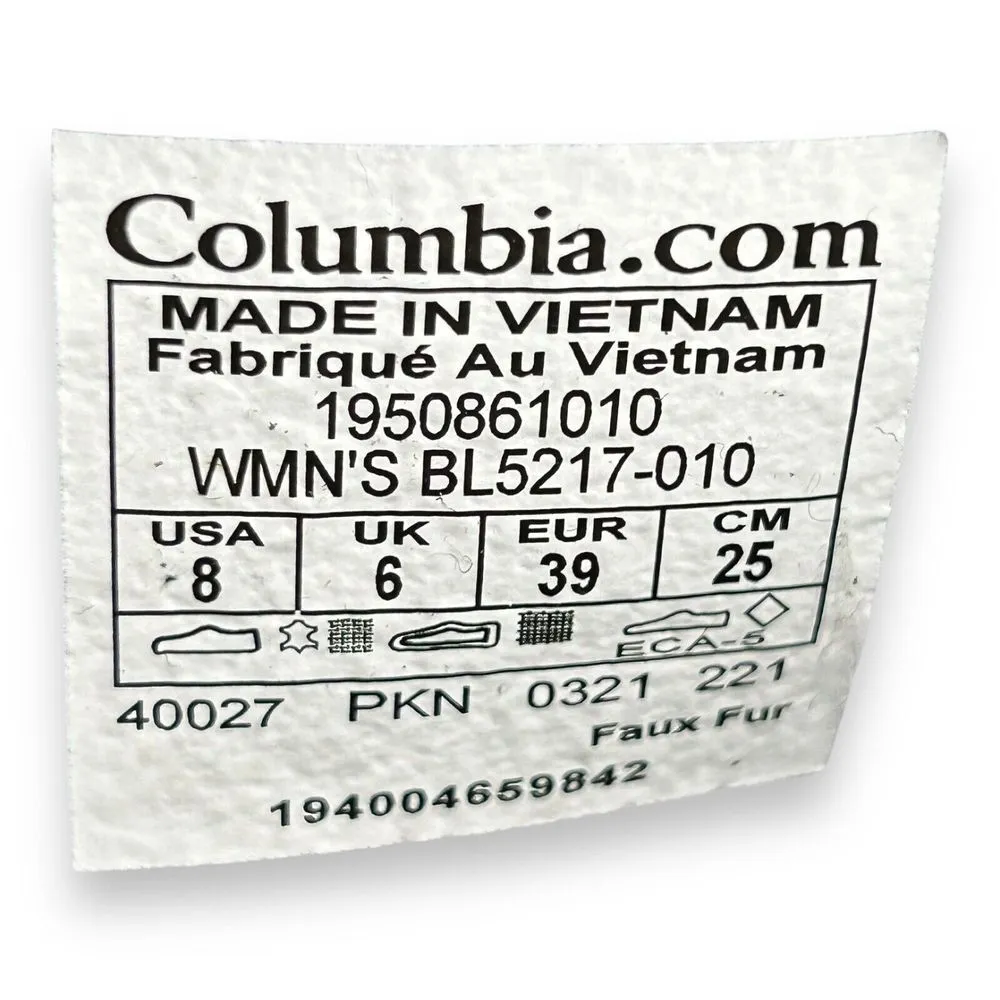 Columbia.com
MADE IN VIETNAM
Fabriqué Au Vietnam
1950861010
WMN'S BL5217-010
USA UK EUR CM
8 6 39 25
ECA-5
40027 PKN 0321 221
Faux Fur
194004659842